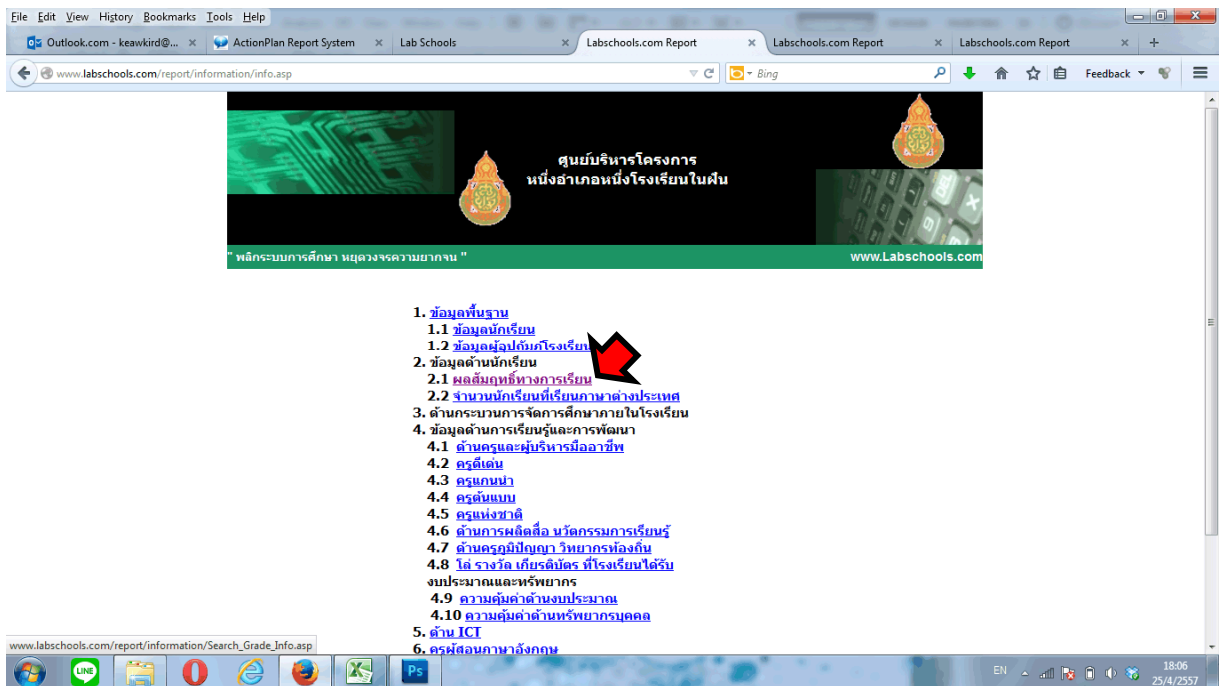 File Edit View History Bookmarks Tools Help
Outlook.com - keawkird@... × ActionPlan Report System × Lab Schools × Labschools.com Report × Labschools.com Report × Labschools.com Report × +
www.labschools.com/report/information/info.asp Bing Feedback
ศูนย์บริหารโครงการ
หนึ่งอำเภอหนึ่งโรงเรียนในฝัน
" พลิกระบบการศึกษา หยุดวงจรความยากจน " www.Labschools.com
1. ข้อมูลพื้นฐาน
1.1 ข้อมูลนักเรียน
1.2 ข้อมูลผู้อุปถัมภ์โรงเรียน
2. ข้อมูลด้านนักเรียน
2.1 ผลสัมฤทธิ์ทางการเรียน
2.2 จำนวนนักเรียนที่เรียนภาษาต่างประเทศ
3. ด้านกระบวนการจัดการศึกษาภายในโรงเรียน
4. ข้อมูลด้านการเรียนรู้และการพัฒนา
4.1 ด้านครูและผู้บริหารมืออาชีพ
4.2 ครูดีเด่น
4.3 ครูแกนนำ
4.4 ครูต้นแบบ
4.5 ครูแห่งชาติ
4.6 ด้านการผลิตสื่อ นวัตกรรมการเรียนรู้
4.7 ด้านครูภูมิปัญญา วิทยากรท้องถิ่น
4.8 โล่ รางวัล เกียรติบัตร ที่โรงเรียนได้รับ
งบประมาณและทรัพยากร
4.9 ความคุ้มค่าด้านงบประมาณ
4.10 ความคุ้มค่าด้านทรัพยากรบุคคล
5. ด้าน ICT
6. ครูผู้สอนภาษาอังกฤษ
www.labschools.com/report/information/Search_Grade_Info.asp
LINE Ps EN 18:06
25/4/2557